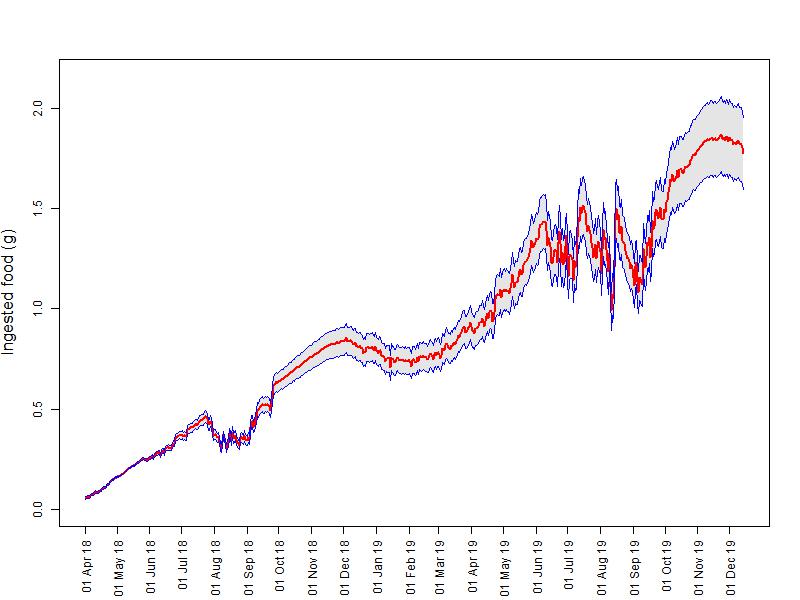 Ingested food (g)
2.0
1.5
1.0
0.5
0.0
01 Apr 18
01 May 18
01 Jun 18
01 Jul 18
01 Aug 18
01 Sep 18
01 Oct 18
01 Nov 18
01 Dec 18
01 Jan 19
01 Feb 19
01 Mar 19
01 Apr 19
01 May 19
01 Jun 19
01 Jul 19
01 Aug 19
01 Sep 19
01 Oct 19
01 Nov 19
01 Dec 19